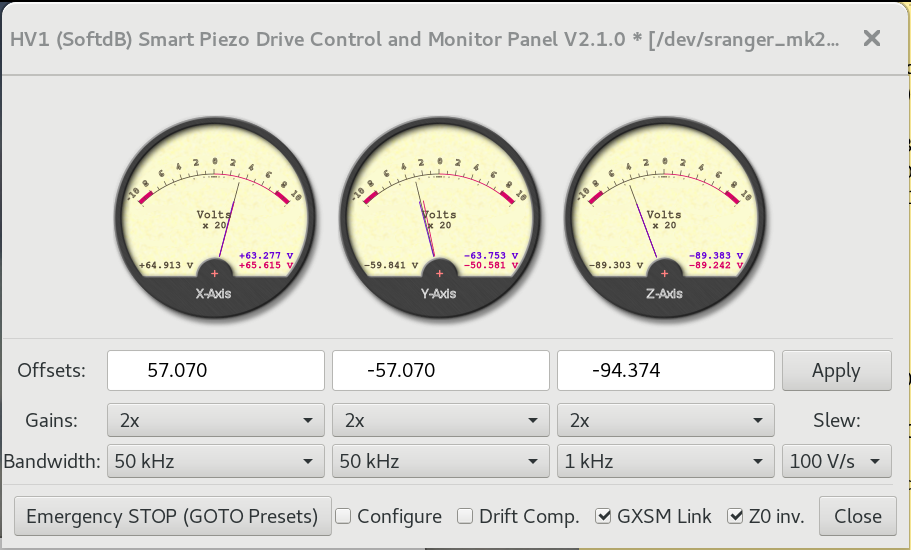 HV1 (SoftdB) Smart Piezo Drive Control and Monitor Panel V2.1.0 * [/dev/sranger_mk2...
10 8 6 4 2 0 2 4 6 8 10
Volts
x 20
+63.277 V
+64.913 V +65.615 V
X-Axis
10 8 6 4 2 0 2 4 6 8 10
Volts
x 20
-63.753 V
-59.841 V -50.581 V
Y-Axis
10 8 6 4 2 0 2 4 6 8 10
Volts
x 20
-89.383 V
-89.303 V -89.242 V
Z-Axis
Offsets: 57.070 -57.070 -94.374 Apply
Gains: 2x 2x 2x Slew:
Bandwidth: 50 kHz 50 kHz 1 kHz 100 V/s
Emergency STOP (GOTO Presets) Configure Drift Comp. GXSM Link Z0 inv. Close